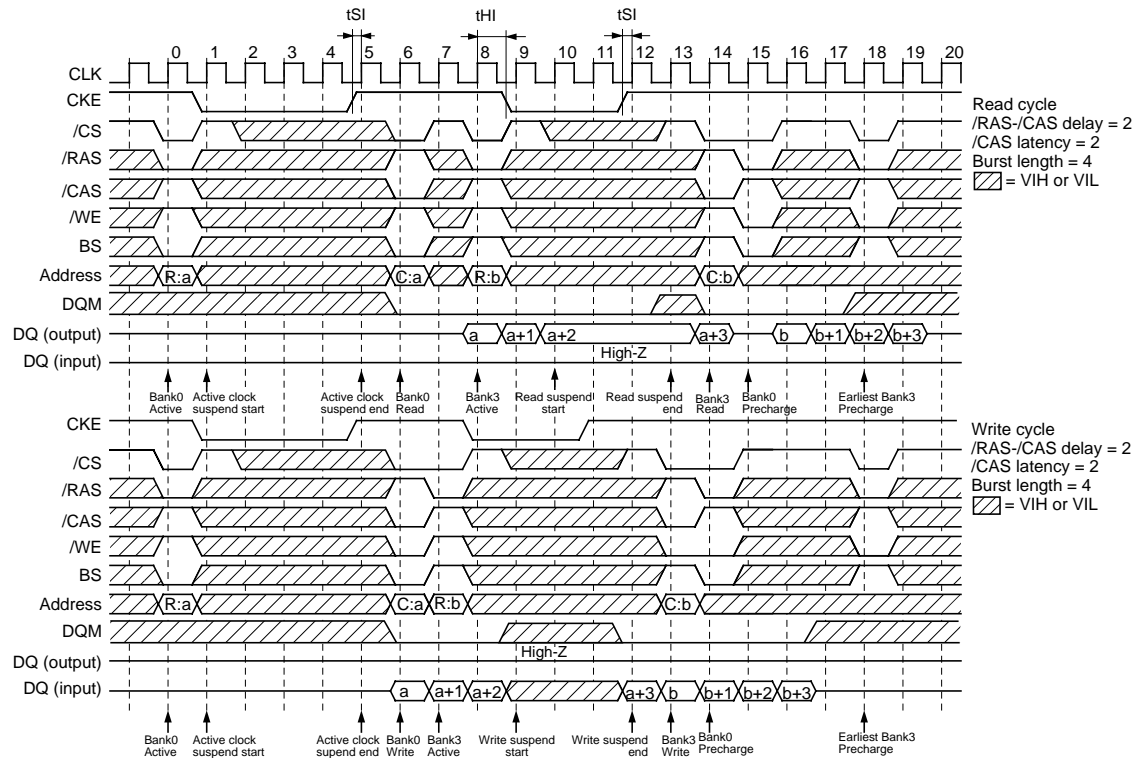 tSI tHI tSI
0 1 2 3 4 5 6 7 8 9 10 11 12 13 14 15 16 17 18 19 20
CLK
CKE
/CS
/RAS
/CAS
/WE
BS
Address R:a C:a R:b C:b
DQM
DQ (output) a a+1 a+2 a+3 b b+1 b+2 b+3
High-Z
DQ (input)
Bank0 Active
Active clock suspend start
Active clock suspend end
Bank0 Read
Bank3 Active
Read suspend start
Read suspend end
Bank3 Read
Bank0 Precharge
Earliest Bank3 Precharge
Read cycle
/RAS-/CAS delay = 2
/CAS latency = 2
Burst length = 4
= VIH or VIL
CKE
/CS
/RAS
/CAS
/WE
BS
Address R:a C:a R:b C:b
DQM
High-Z
DQ (output)
DQ (input) a a+1 a+2 a+3 b b+1 b+2 b+3
Bank0 Active
Active clock suspend start
Active clock supend end
Bank0 Write
Bank3 Active
Write suspend start
Write suspend end
Bank3 Write
Bank0 Precharge
Earliest Bank3 Precharge
Write cycle
/RAS-/CAS delay = 2
/CAS latency = 2
Burst length = 4
= VIH or VIL